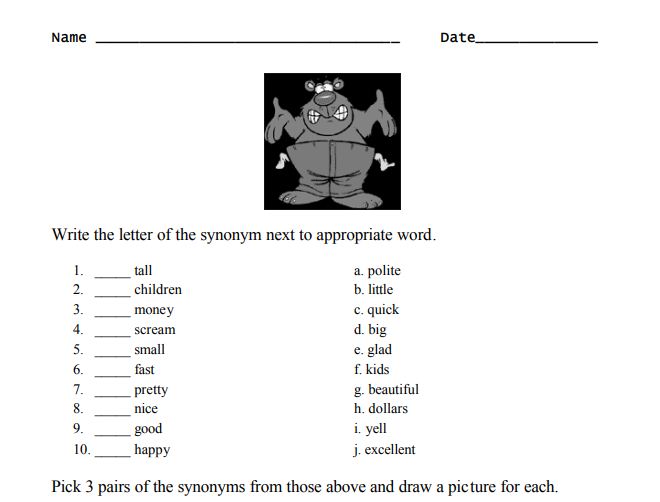 Name ___________________________________ Date______________
Write the letter of the synonym next to appropriate word.
1. _____ tall a. polite
2. _____ children b. little
3. _____ money c. quick
4. _____ scream d. big
5. _____ small e. glad
6. _____ fast f. kids
7. _____ pretty g. beautiful
8. _____ nice h. dollars
9. _____ good i. yell
10. _____ happy j. excellent
Pick 3 pairs of the synonyms from those above and draw a picture for each.